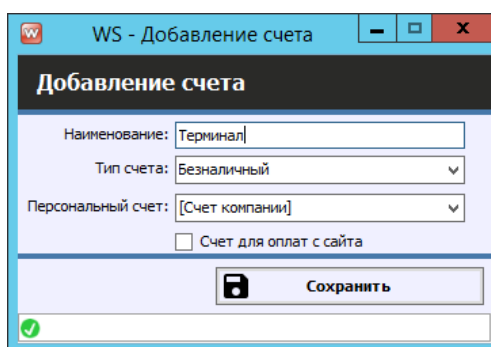 WS - Добавление счета
Добавление счета
Наименование: Терминал
Тип счета: Безналичный
Персональный счет: [Счет компании]
Счет для оплат с сайта
Сохранить